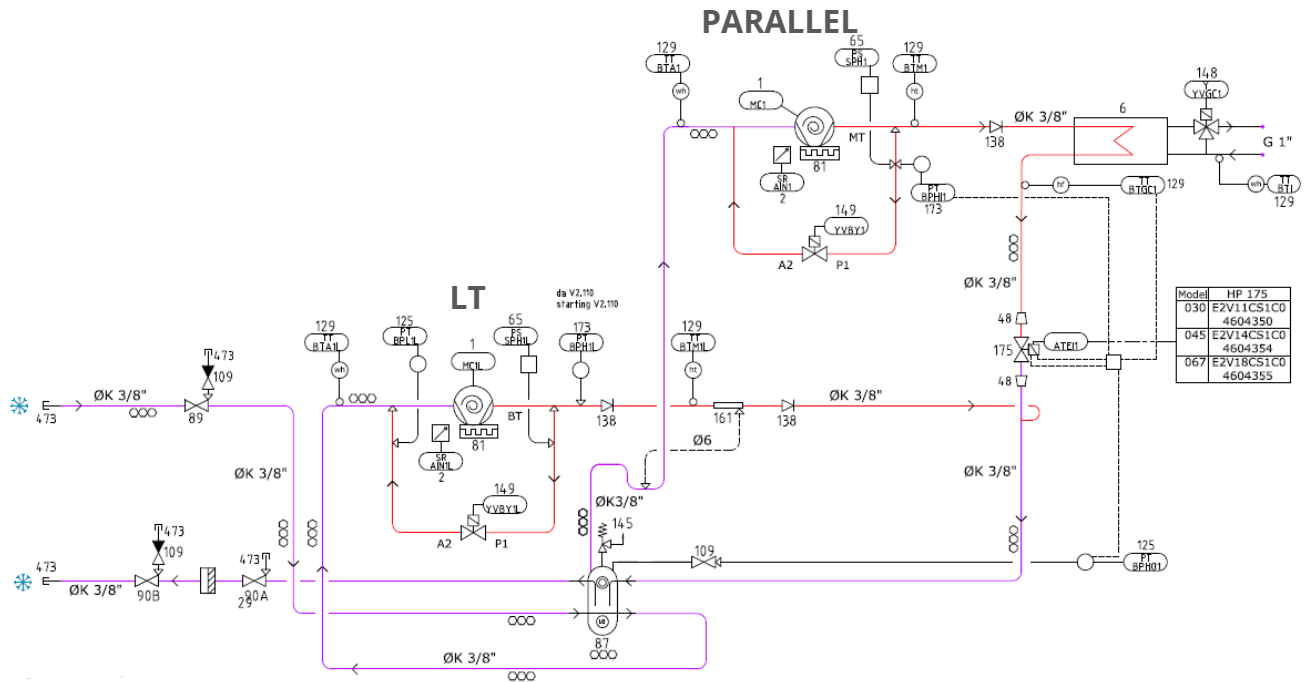 PARALLEL
129
TT
BTA1
65
PS
SPH1
129
TT
BTM1
148
YVGC1
1
MC1
wh
ht
ØK 3/8"
6
MT
138
G 1"
81
SR
AIN1
2
PT
BPHI1
173
hf
TT
BTGC1
129
wh
TT
BTI
129
149
YVBY1
A2
P1
ØK 3/8"
LT
da V2.110
starting V2.110
Model HP 175
030 E2V11CS1C0
4604350
045 E2V14CS1C0
4604354
067 E2V18CS1C0
4604355
48
175
ATEI1
48
129
TT
BTA1L
125
PT
BPL1L
65
PS
SPH1L
173
PT
BPH1L
129
TT
BTM1L
1
MC1L
wh
ht
473
109
ØK 3/8"
473
89
BT
138
161
138
ØK 3/8"
81
SR
AIN1L
2
Ø6
ØK 3/8"
ØK 3/8"
149
YVBY1L
A2
P1
ØK3/8"
145
473
109
473
473
ØK 3/8"
90B
90A
29
109
125
PT
BPH01
87
ØK 3/8"